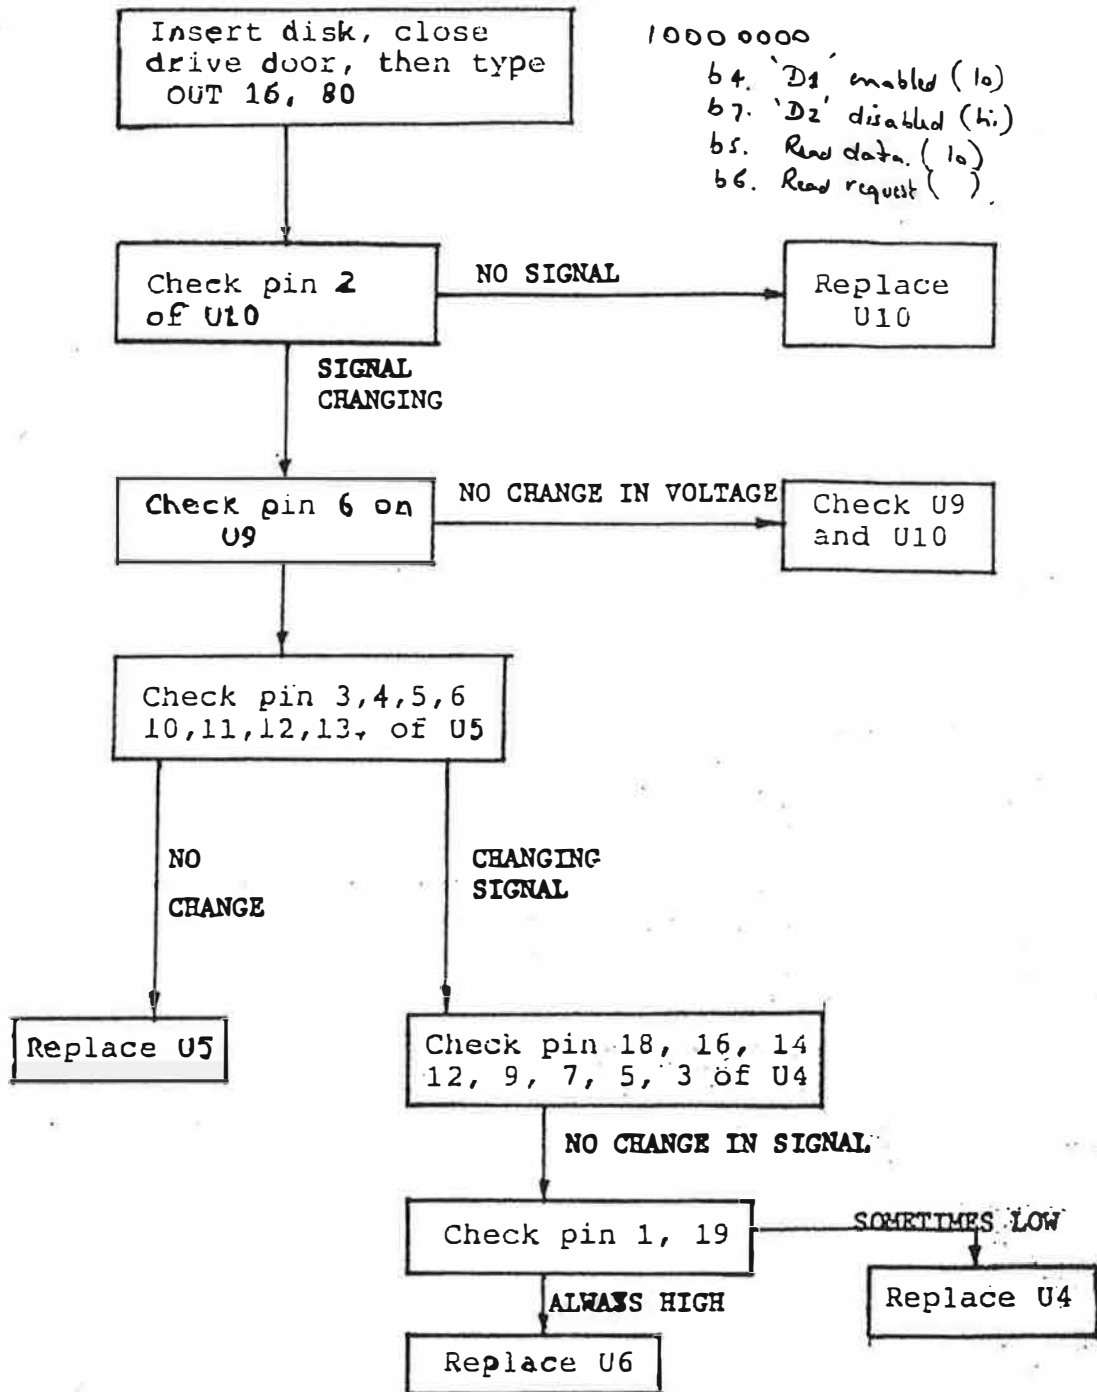 Insert disk, close
drive door, then type
OUT 16, 80
1000 0000
b4. 'D1' enabled (lo)
b7. 'D2' disabled (hi.)
b5. Read data. (lo)
b6. Read request ( ).
Check pin 2
of U10
NO SIGNAL
Replace
U10
SIGNAL
CHANGING
Check pin 6 on
U9
NO CHANGE IN VOLTAGE
Check U9
and U10
Check pin 3,4,5,6
10,11,12,13, of U5
NO
CHANGE
CHANGING
SIGNAL
Replace U5
Check pin 18, 16, 14
12, 9, 7, 5, 3 of U4
NO CHANGE IN SIGNAL
Check pin 1, 19
SOMETIMES LOW
Replace U4
ALWAYS HIGH
Replace U6